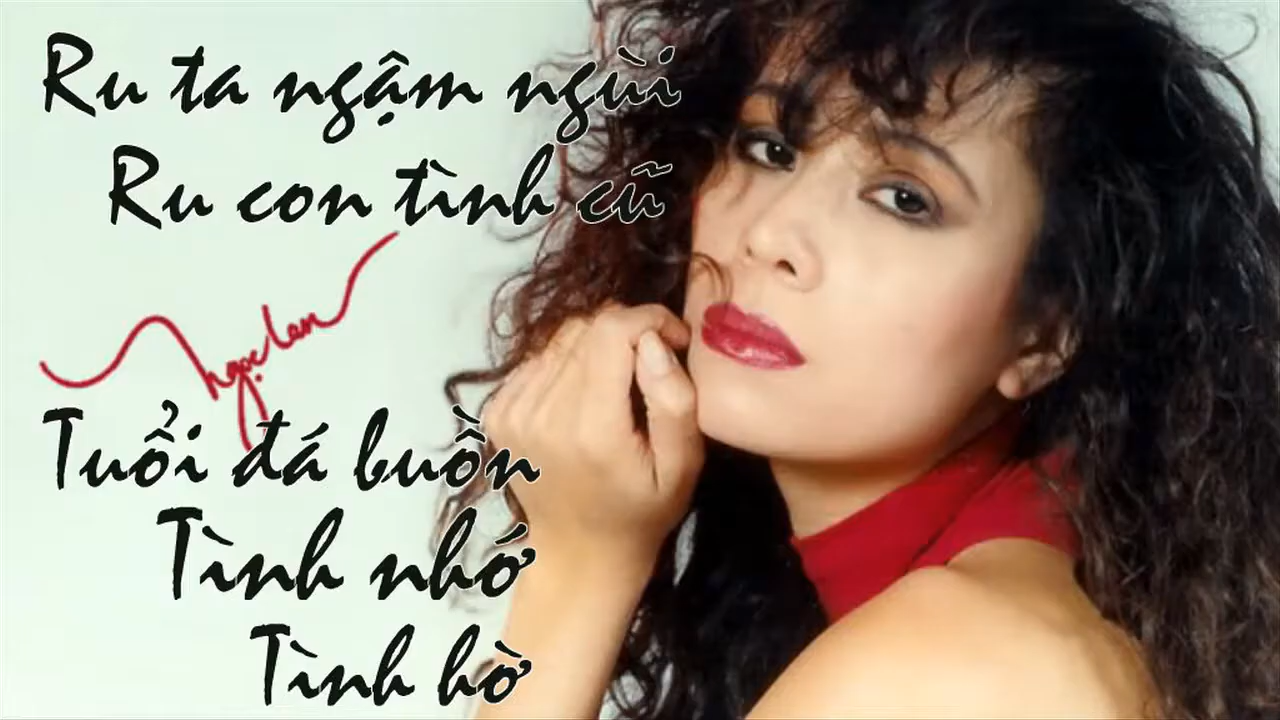 Ru ta ngậm ngùi
Ru con tình cũ
Ngọc Lan
Tuổi đá buồn
Tình nhớ
Tình hờ